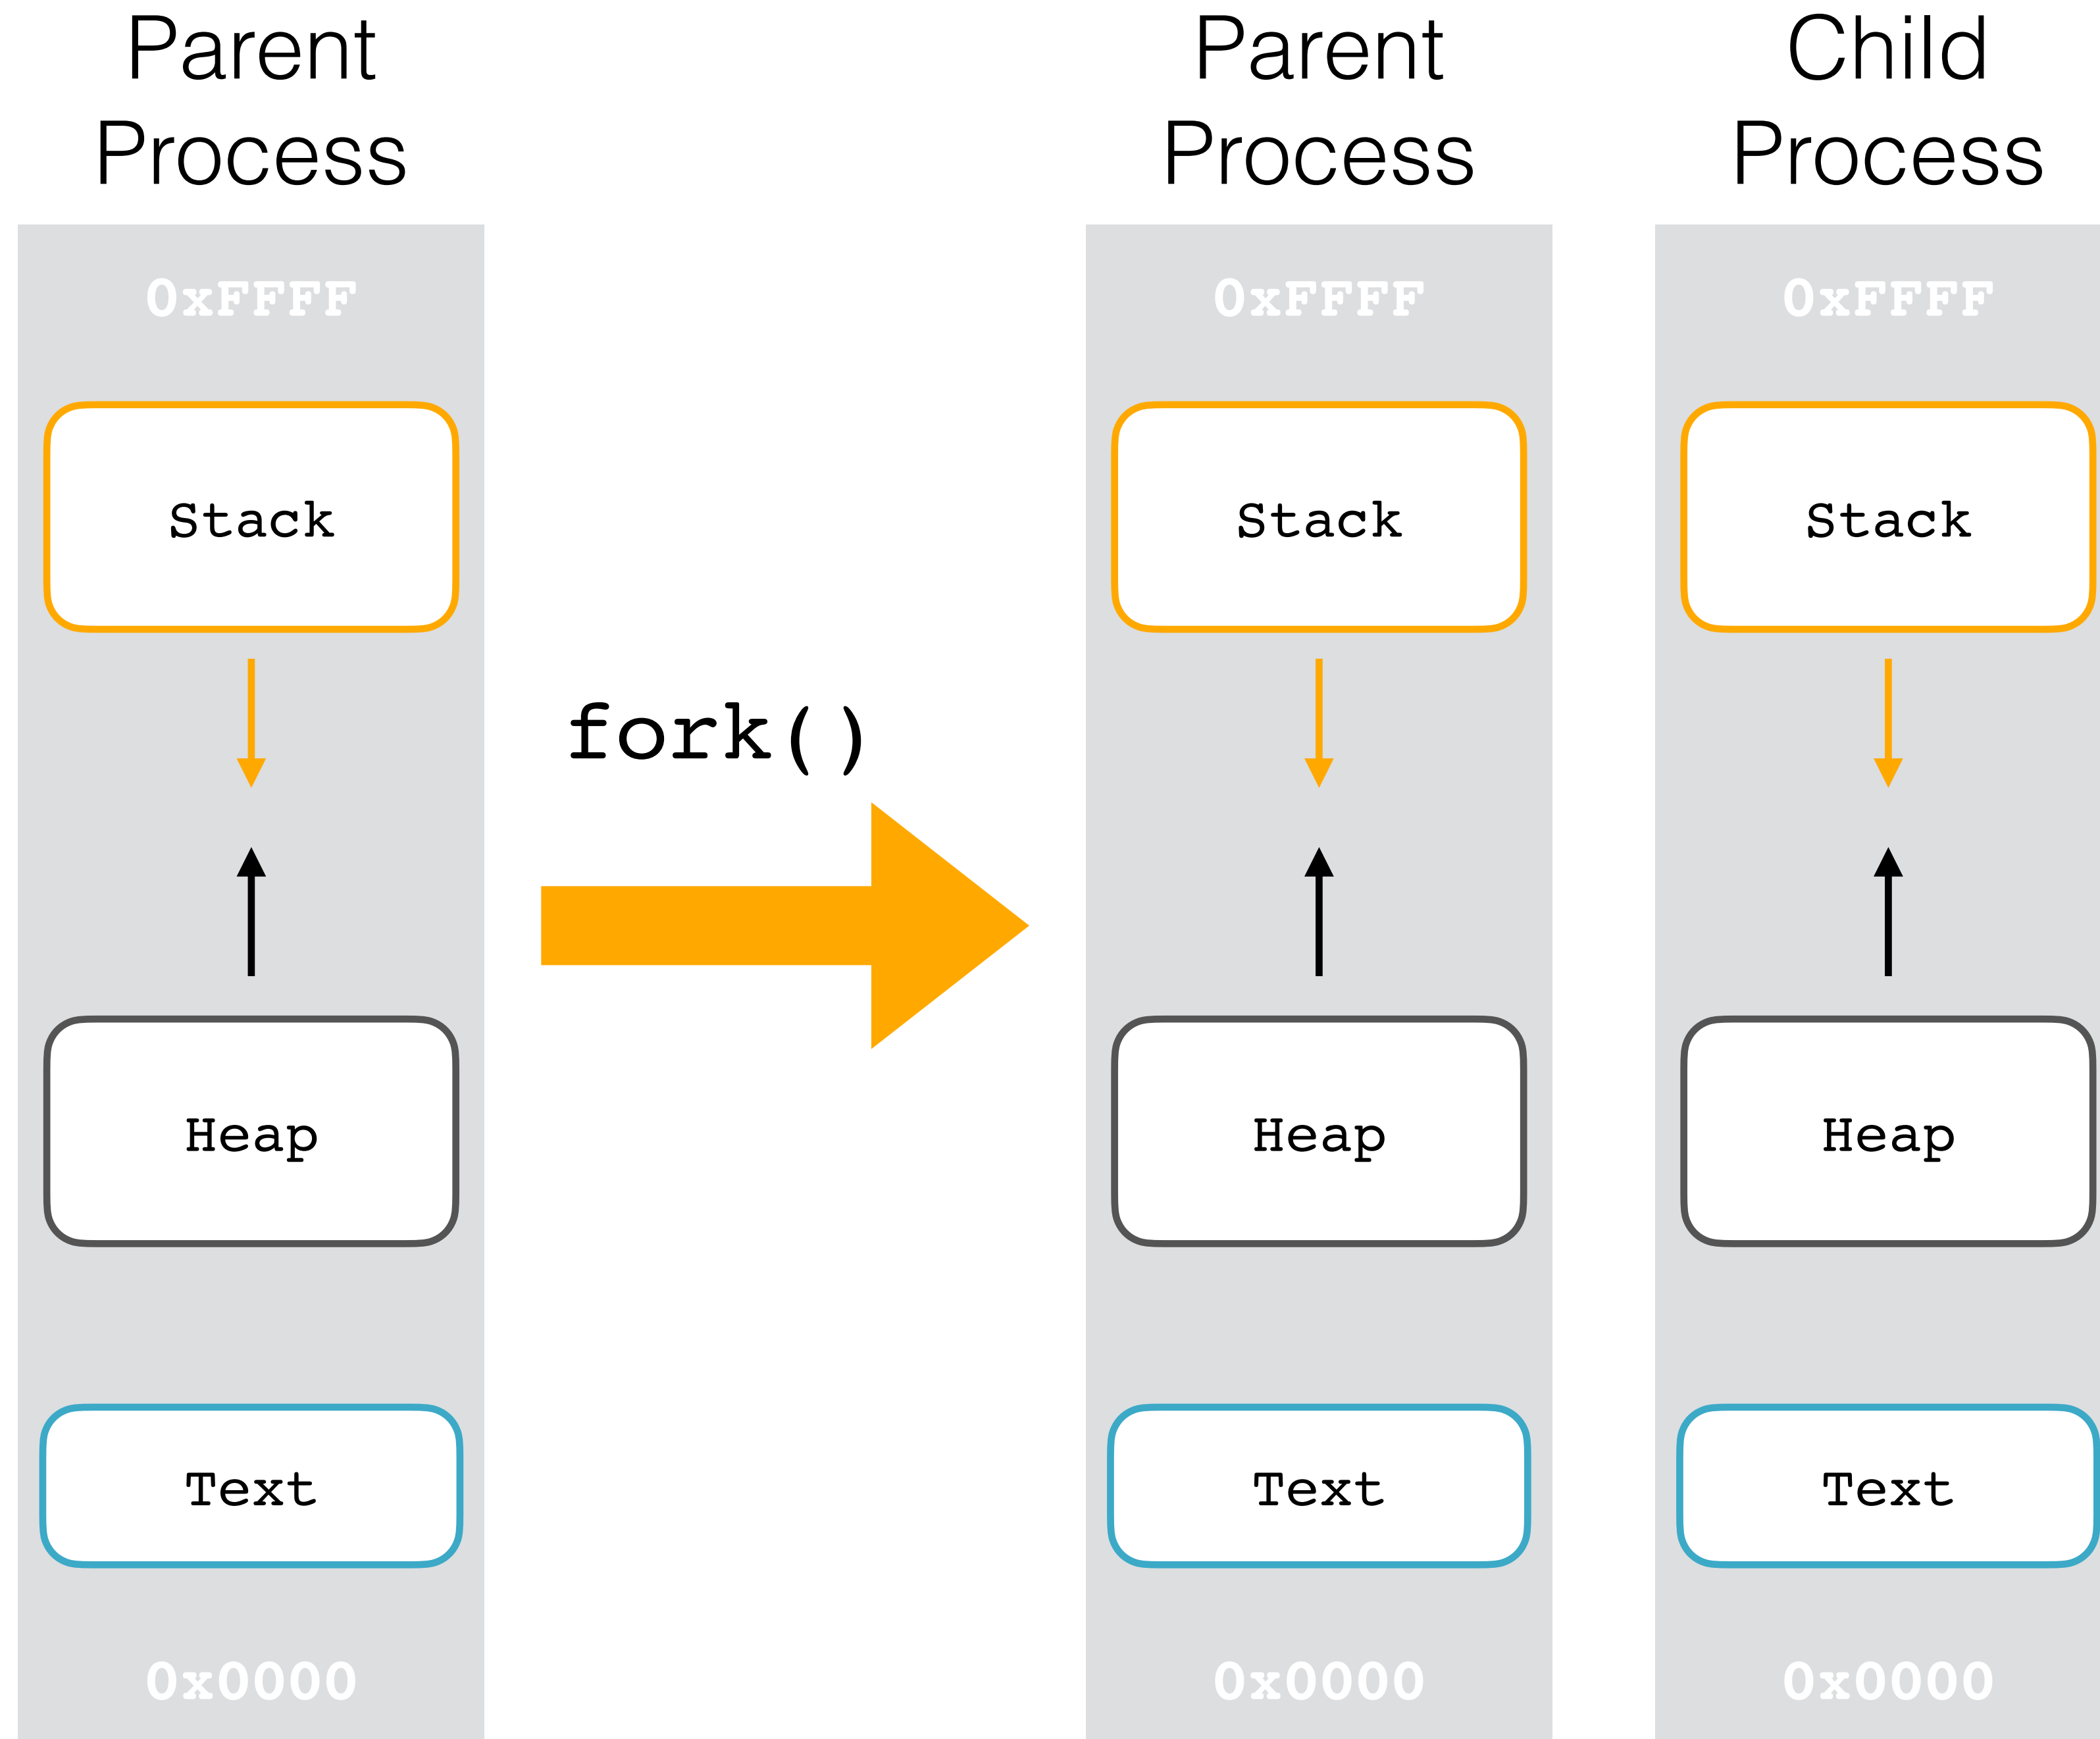 Parent
Process
0xFFFF
Stack
Heap
Text
0x0000
fork()
Parent
Process
0xFFFF
Stack
Heap
Text
0x0000
Child
Process
0xFFFF
Stack
Heap
Text
0x0000